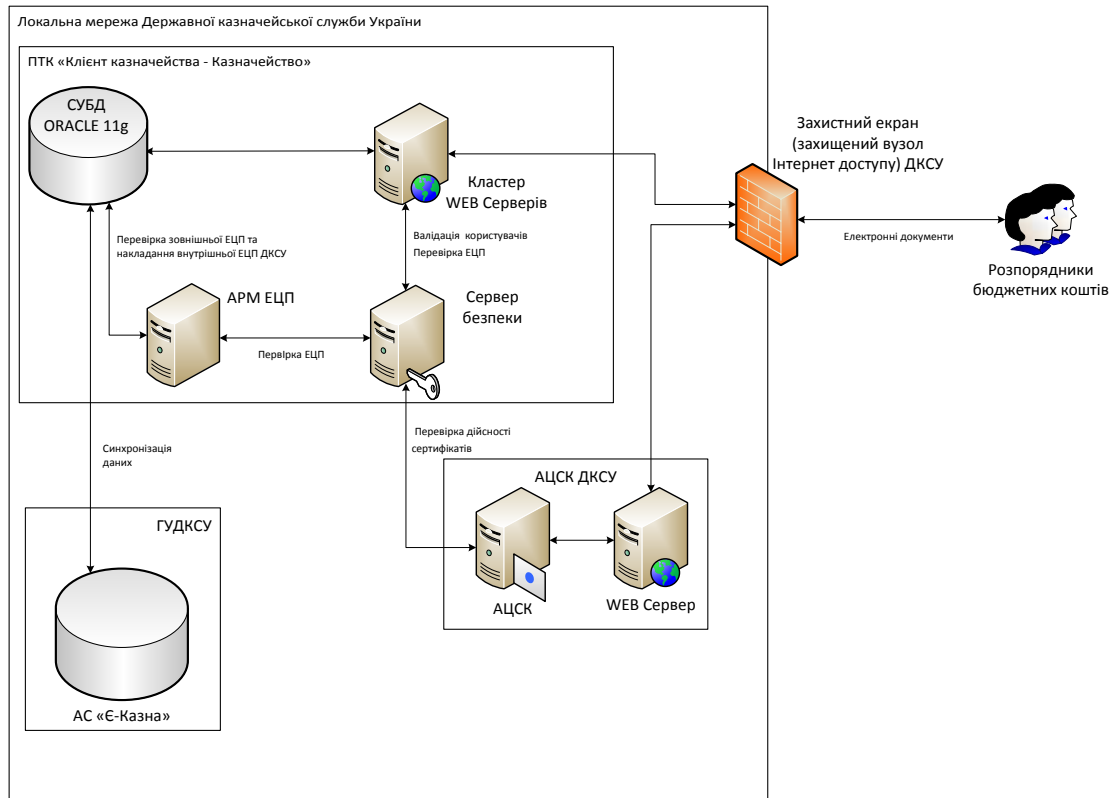 Локальна мережа Державної казначейської служби України
ПТК «Клієнт казначейства - Казначейство»
СУБД
ORACLE 11g
Кластер
WEB Серверів
Захистний екран
(захищений вузол
Інтернет доступу) ДКСУ
Електронні документи
Розпорядники
бюджетних коштів
Перевірка зовнішньої ЕЦП та
накладання внутрішньої ЕЦП ДКСУ
Валідація користувачів
Перевірка ЕЦП
АРМ ЕЦП
Сервер
безпеки
Первірка ЕЦП
Синхронізація
даних
Перевірка дійсності
сертифікатів
АЦСК ДКСУ
АЦСК
WEB Сервер
ГУДКСУ
АС «Є-Казна»